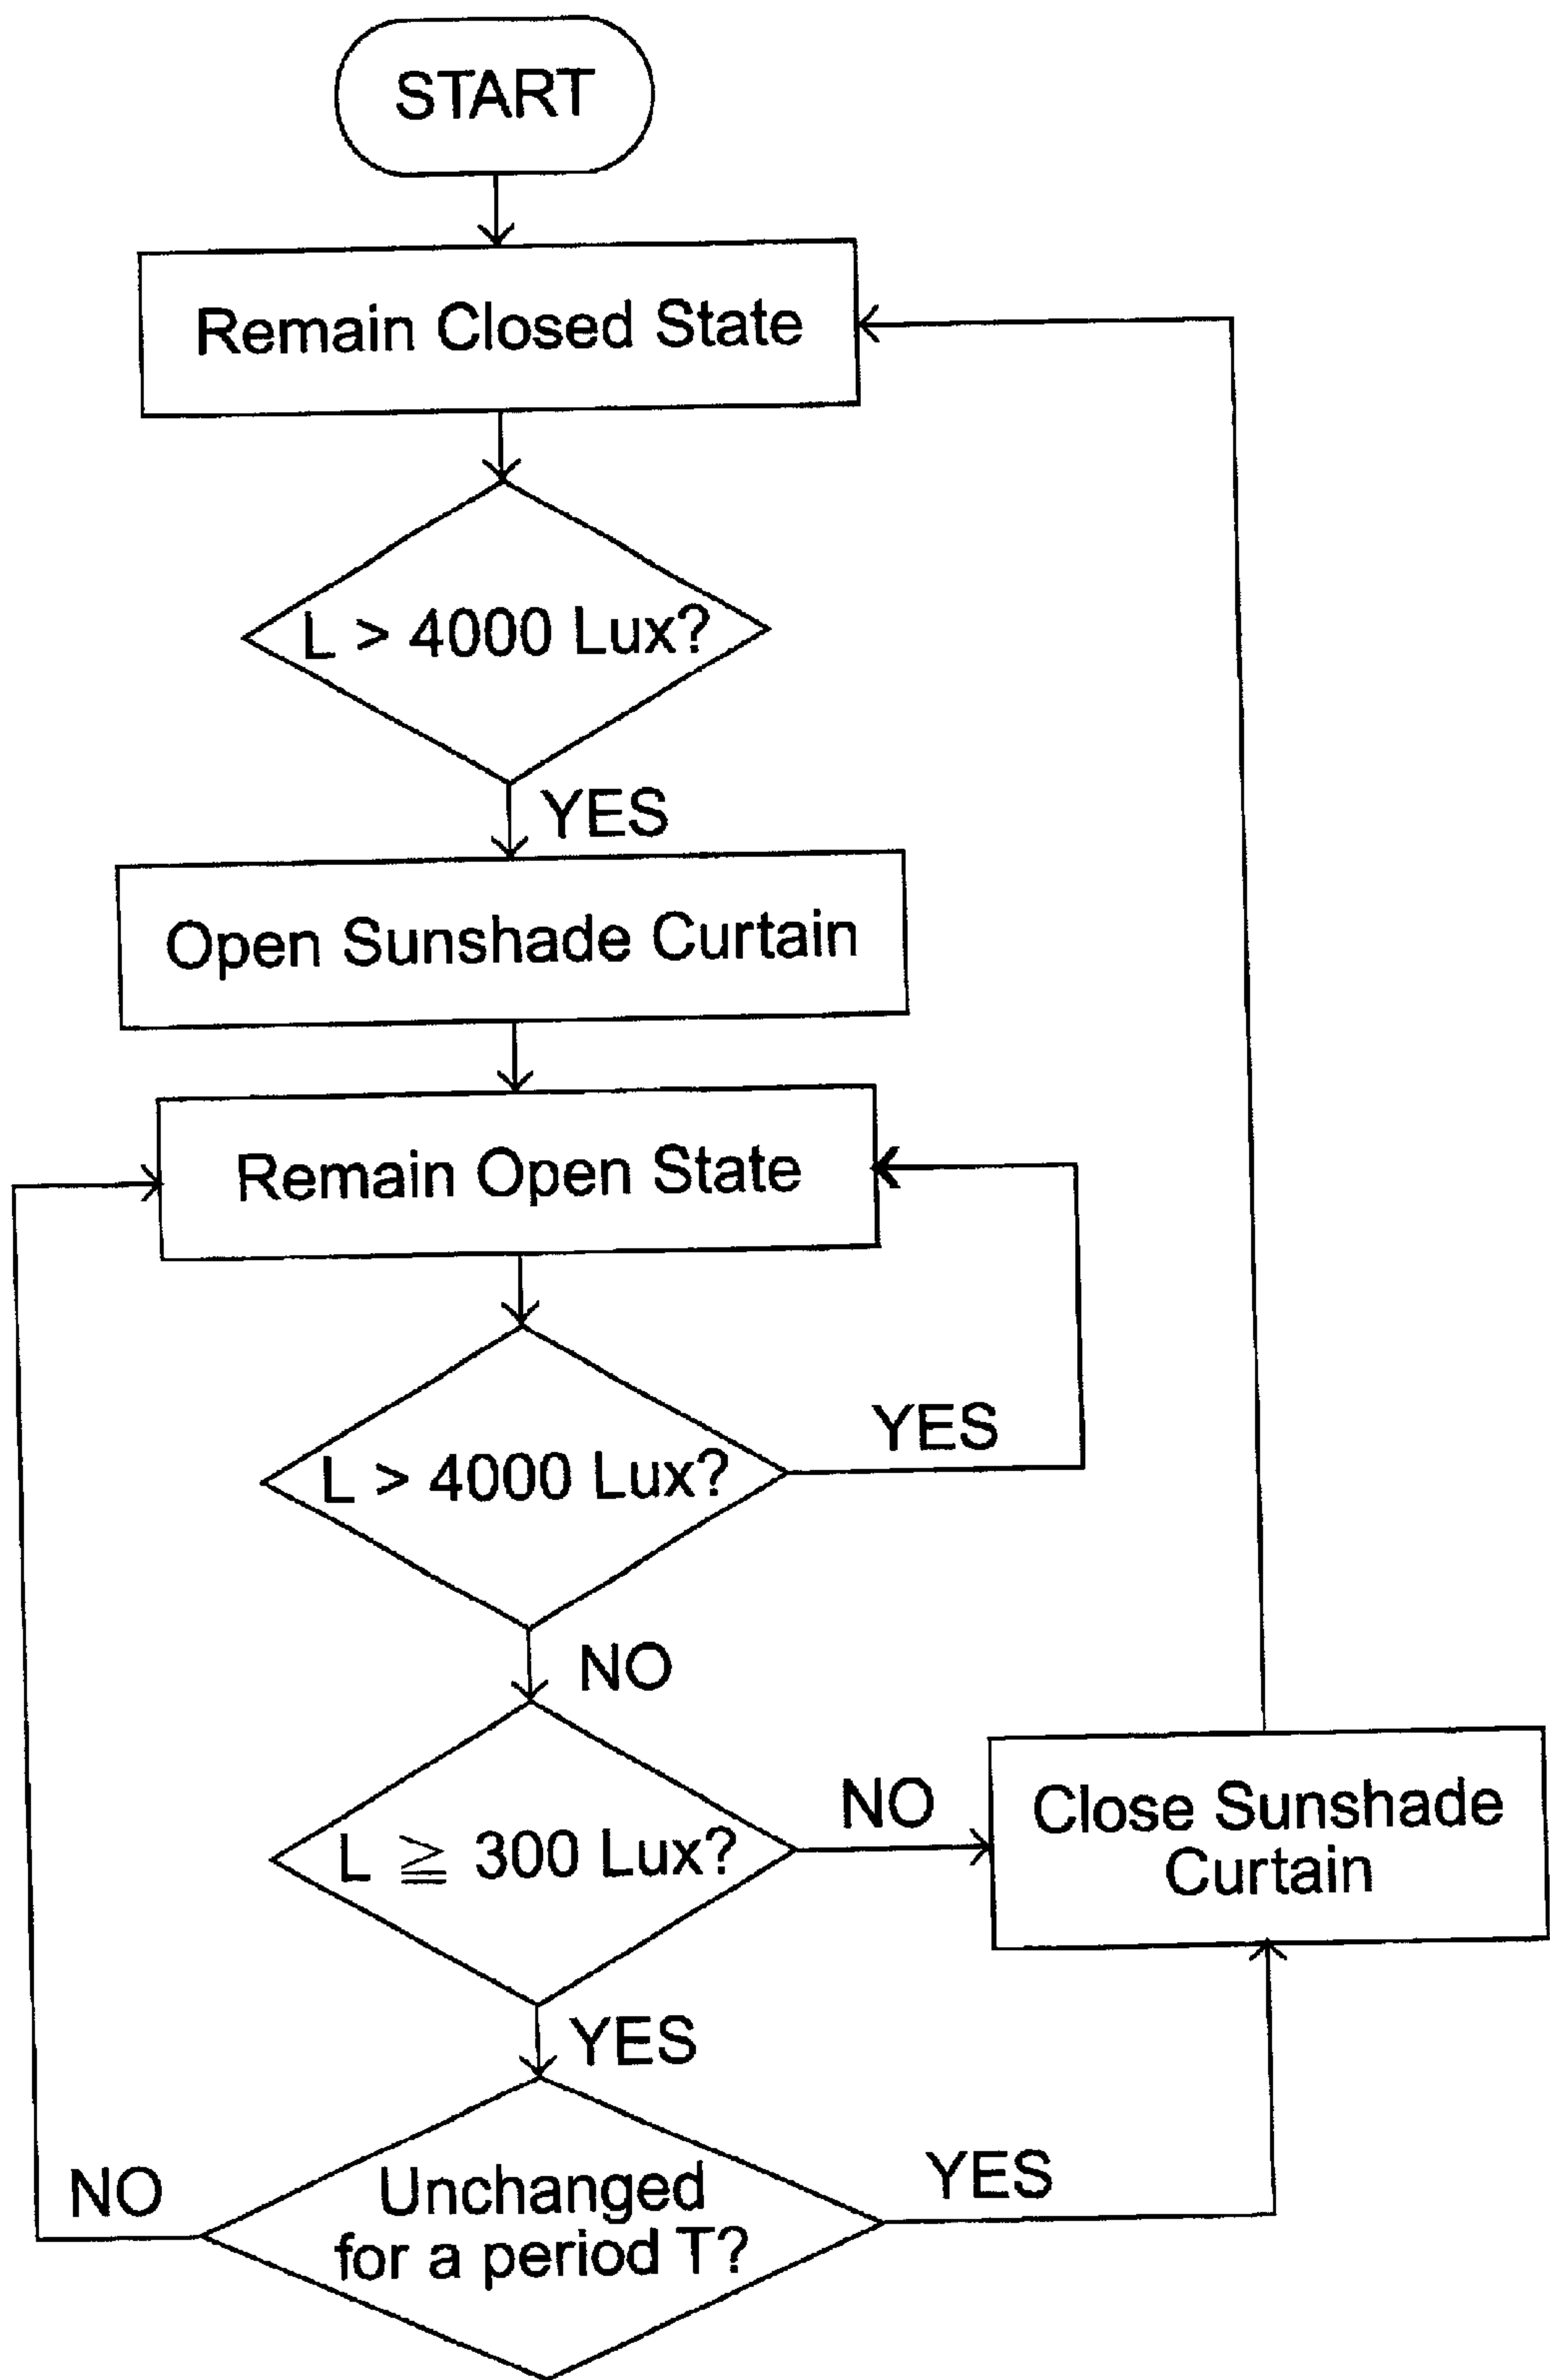 START
Remain Closed State
L > 4000 Lux?
YES
Open Sunshade Curtain
Remain Open State
L > 4000 Lux?
YES
NO
L ≧ 300 Lux?
NO
Close Sunshade
Curtain
YES
Unchanged
for a period T?
NO
YES